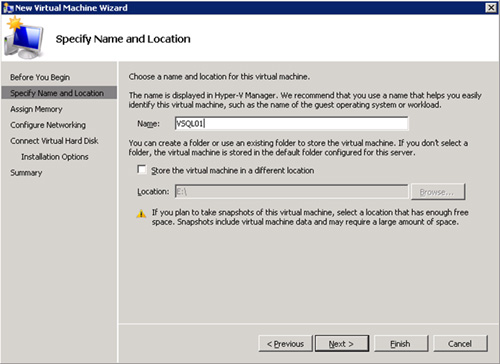 New Virtual Machine Wizard
Specify Name and Location
Before You Begin
Specify Name and Location
Assign Memory
Configure Networking
Connect Virtual Hard Disk
Installation Options
Summary
Choose a name and location for this virtual machine.
The name is displayed in Hyper-V Manager. We recommend that you use a name that helps you easily
identify this virtual machine, such as the name of the guest operating system or workload.
Name: VSQL01
You can create a folder or use an existing folder to store the virtual machine. If you don't select a
folder, the virtual machine is stored in the default folder configured for this server.
Store the virtual machine in a different location
Location: E:\ Browse...
If you plan to take snapshots of this virtual machine, select a location that has enough free
space. Snapshots include virtual machine data and may require a large amount of space.
< Previous Next > Finish Cancel